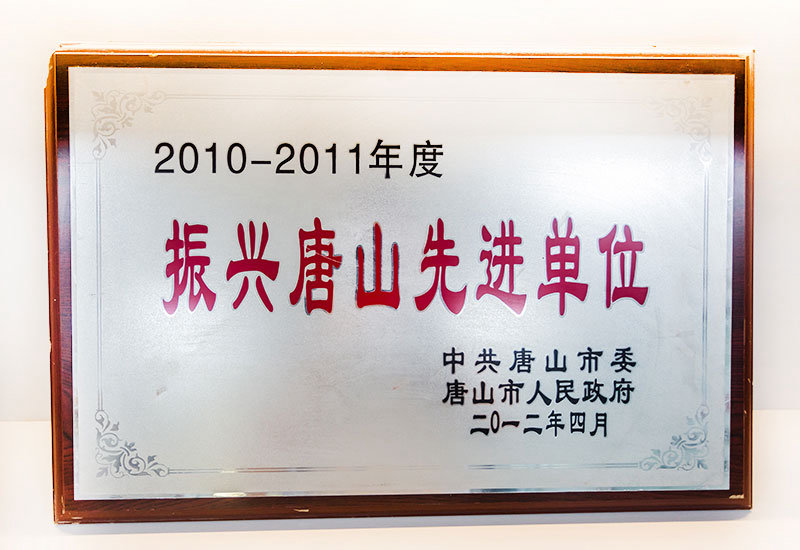 2010-2011年度
振兴唐山先进单位
中共唐山市委
唐山市人民政府
二〇一二年四月